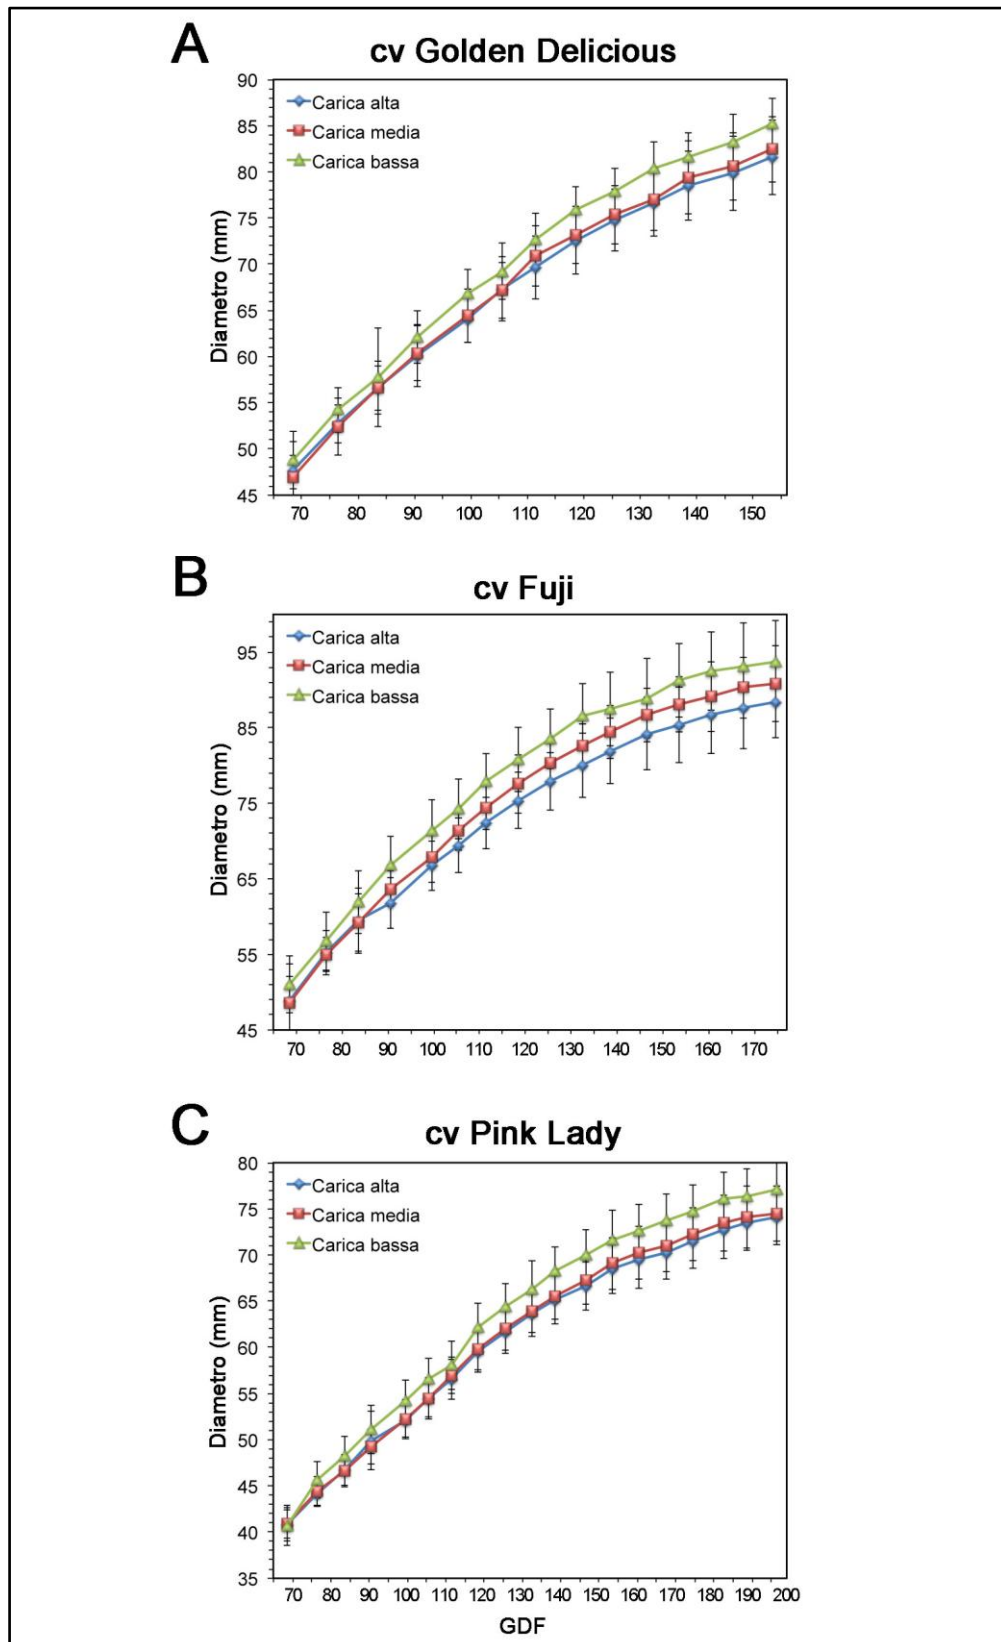 A
cv Golden Delicious
Carica alta
Carica media
Carica bassa
Diametro (mm)
90
85
80
75
70
65
60
55
50
45
70 80 90 100 110 120 130 140 150
B
cv Fuji
Carica alta
Carica media
Carica bassa
Diametro (mm)
95
85
75
65
55
45
70 80 90 100 110 120 130 140 150 160 170
C
cv Pink Lady
Carica alta
Carica media
Carica bassa
Diametro (mm)
80
75
70
65
60
55
50
45
40
35
70 80 90 100 110 120 130 140 150 160 170 180 190 200
GDF